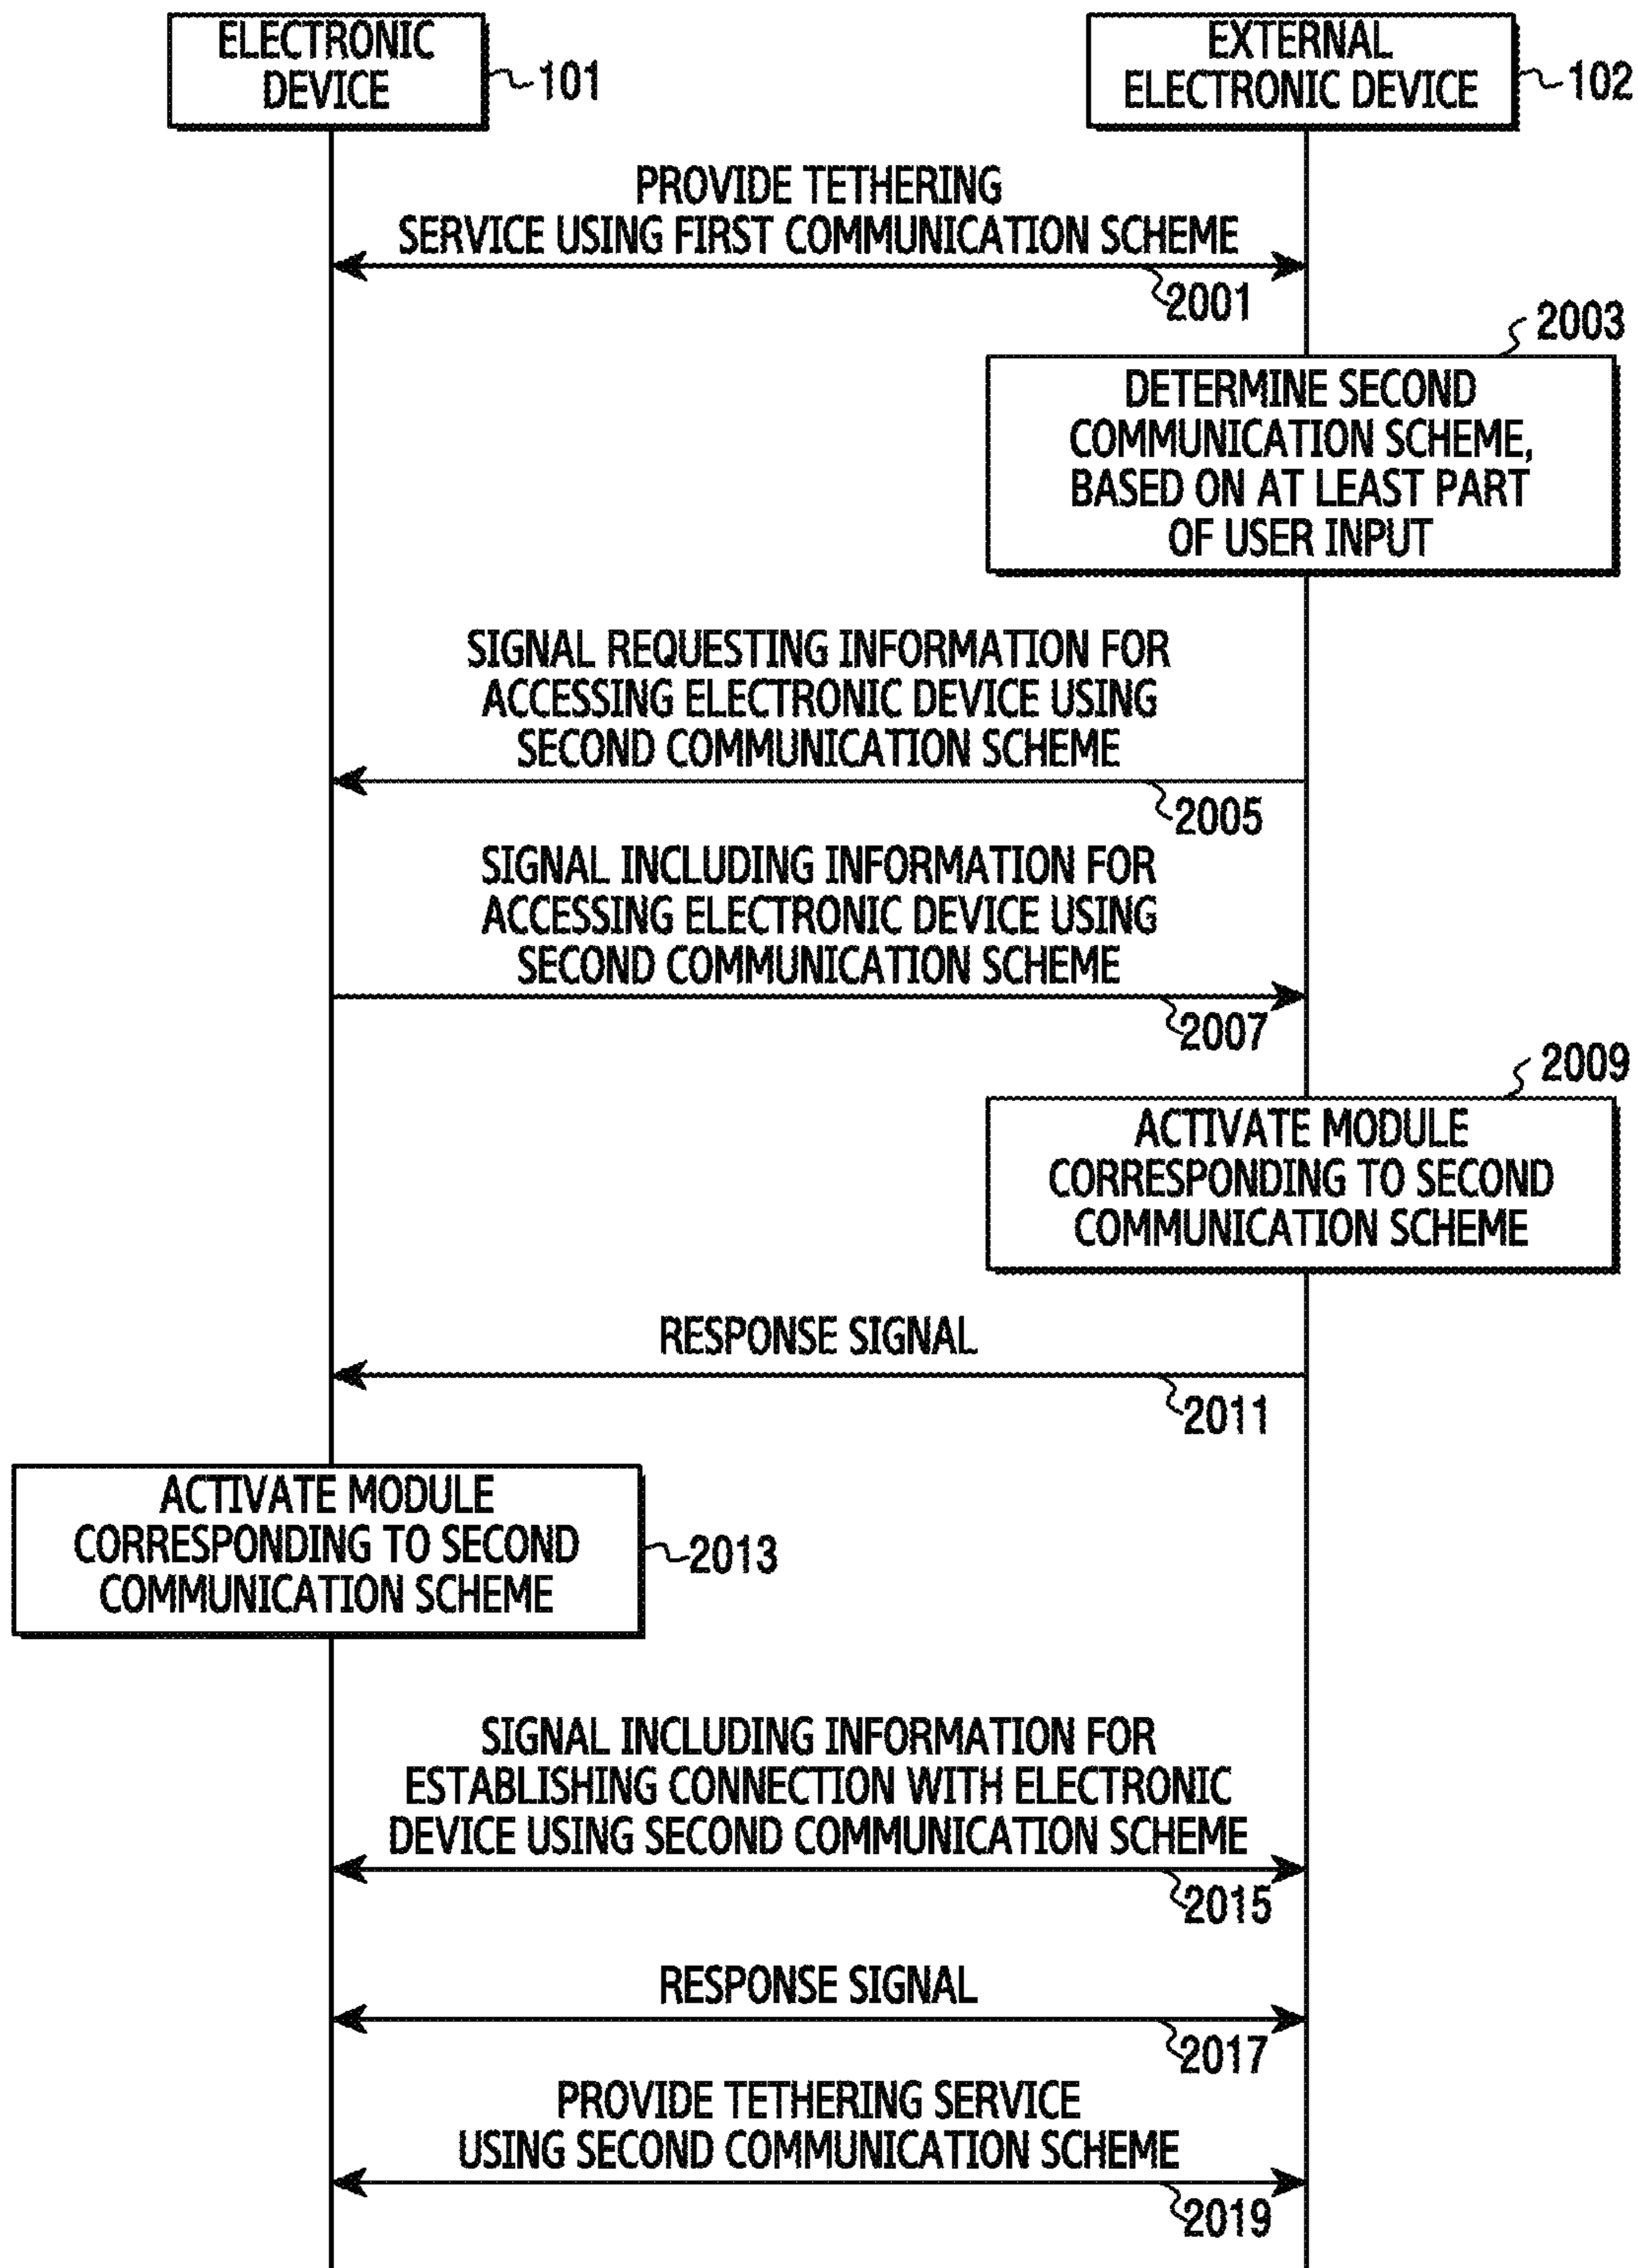 ELECTRONIC
DEVICE
101
EXTERNAL
ELECTRONIC DEVICE
102
PROVIDE TETHERING
SERVICE USING FIRST COMMUNICATION SCHEME
2001
2003
DETERMINE SECOND
COMMUNICATION SCHEME,
BASED ON AT LEAST PART
OF USER INPUT
SIGNAL REQUESTING INFORMATION FOR
ACCESSING ELECTRONIC DEVICE USING
SECOND COMMUNICATION SCHEME
2005
SIGNAL INCLUDING INFORMATION FOR
ACCESSING ELECTRONIC DEVICE USING
SECOND COMMUNICATION SCHEME
2007
2009
ACTIVATE MODULE
CORRESPONDING TO SECOND
COMMUNICATION SCHEME
RESPONSE SIGNAL
2011
ACTIVATE MODULE
CORRESPONDING TO SECOND
COMMUNICATION SCHEME
2013
SIGNAL INCLUDING INFORMATION FOR
ESTABLISHING CONNECTION WITH ELECTRONIC
DEVICE USING SECOND COMMUNICATION SCHEME
2015
RESPONSE SIGNAL
2017
PROVIDE TETHERING SERVICE
USING SECOND COMMUNICATION SCHEME
2019